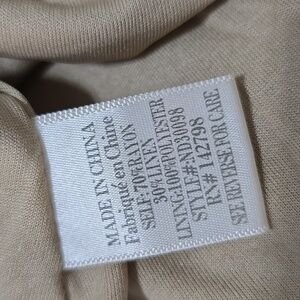 MADE IN CHINA
Fabriqué en Chine
SELF:70%RAYON
30%LINEN
LINING:100%POLYESTER
STYLE#:ND30098
RN# 142798
SEE REVERSE FOR CARE